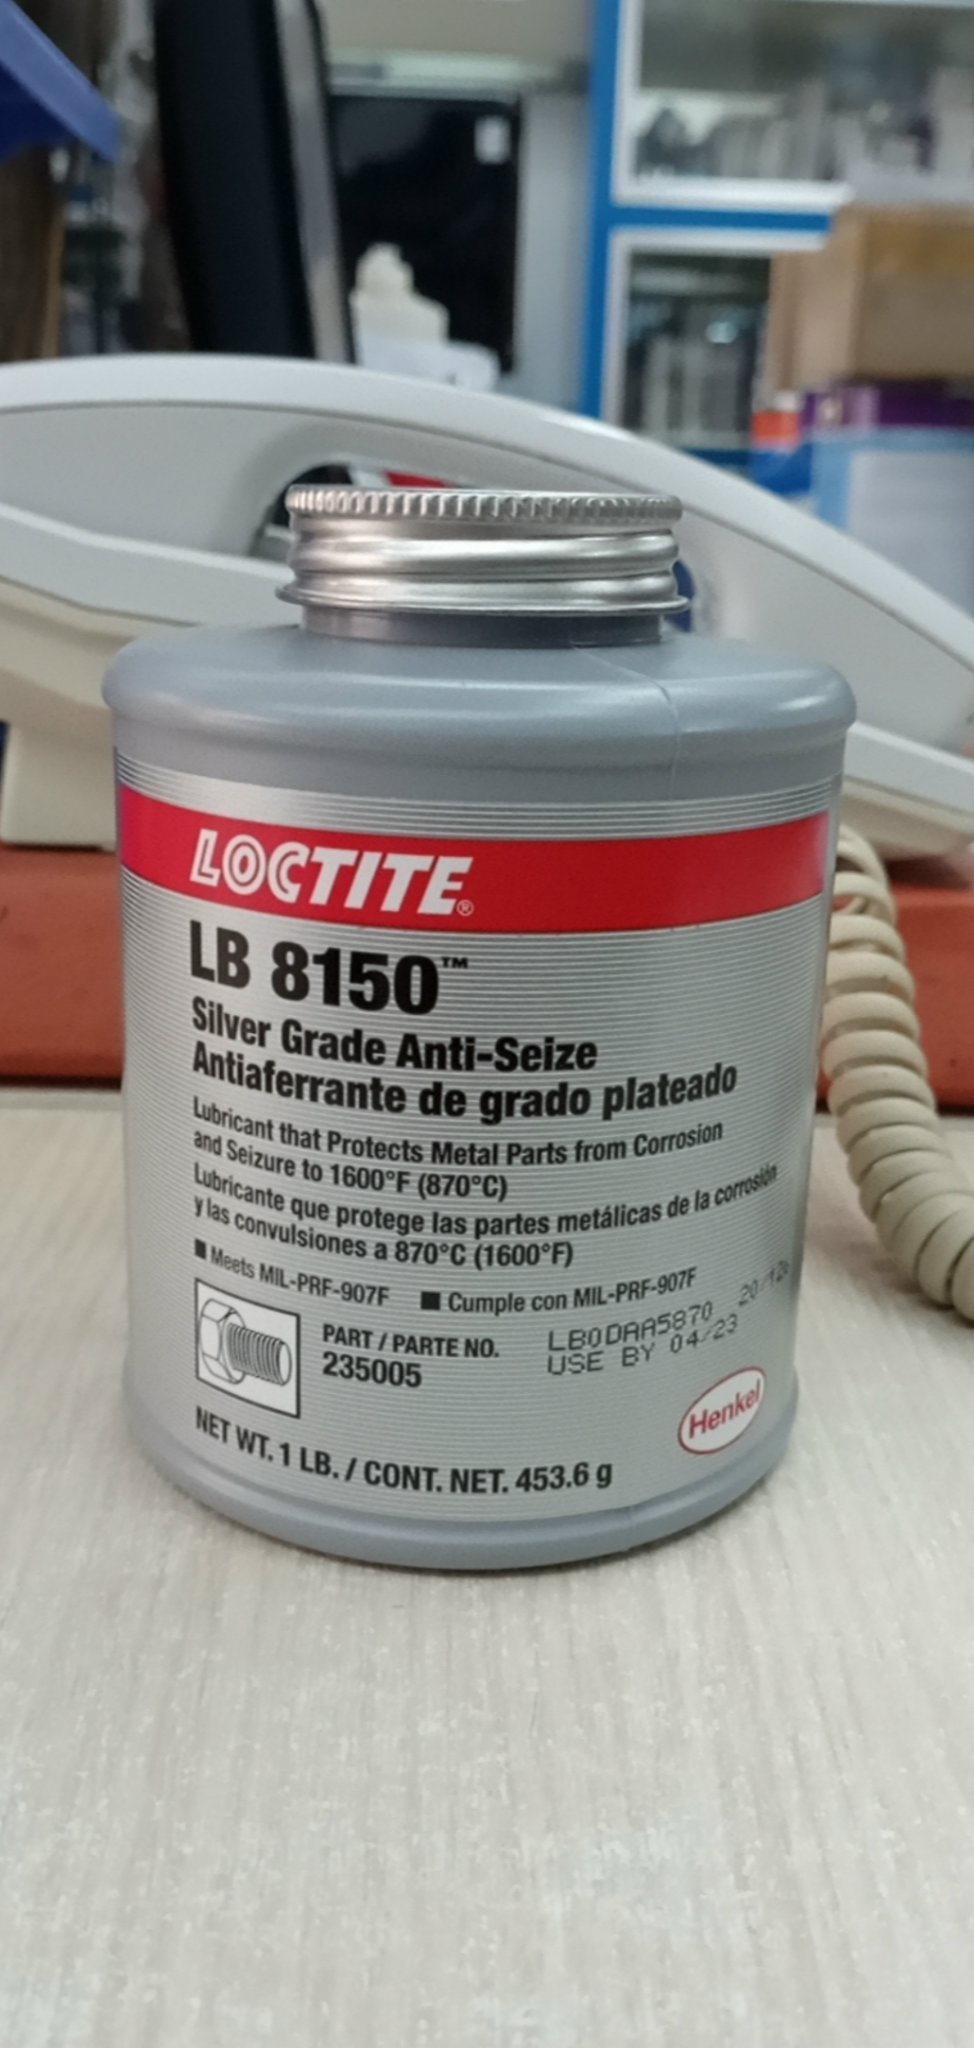 LOCTITE®
LB 8150™
Silver Grade Anti-Seize
Antiaferrante de grado plateado
Lubricant that Protects Metal Parts from Corrosion
and Seizure to 1600°F (870°C)
Lubricante que protege las partes metálicas de la corrosión
y las convulsiones a 870°C (1600°F)
■ Meets MIL-PRF-907F ■ Cumple con MIL-PRF-907F
PART / PARTE NO.
235005
LB0DAA5870
USE BY 04/23
Henkel
NET WT. 1 LB. / CONT. NET. 453.6 g